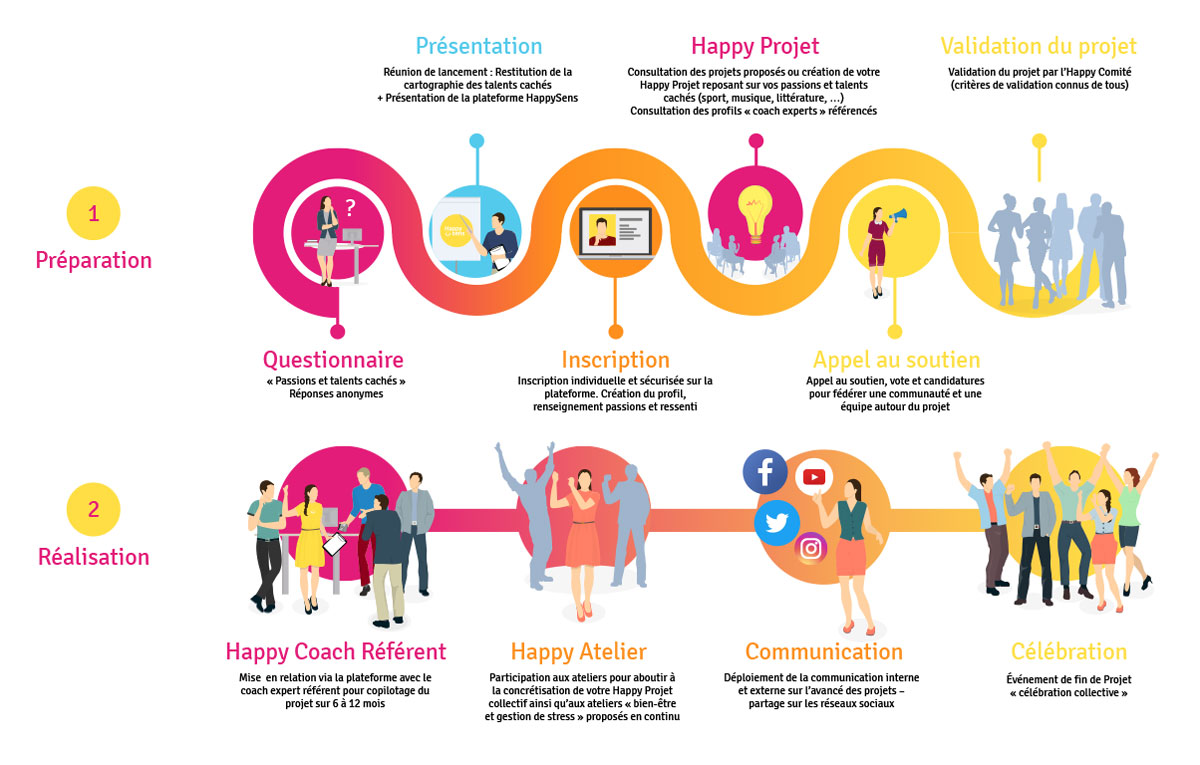 Présentation
Réunion de lancement : Restitution de la
cartographie des talents cachés
+ Présentation de la plateforme HappySens
Happy Projet
Consultation des projets proposés ou création de votre
Happy Projet reposant sur vos passions et talents
cachés (sport, musique, littérature, ...)
Consultation des profils « coach experts » référencés
Validation du projet
Validation du projet par l'Happy Comité
(critères de validation connus de tous)
1
Préparation
?
Questionnaire
« Passions et talents cachés »
Réponses anonymes
Inscription
Inscription individuelle et sécurisée sur la
plateforme. Création du profil,
renseignement passions et ressenti
Appel au soutien
Appel au soutien, vote et candidatures
pour fédérer une communauté et une
équipe autour du projet
2
Réalisation
Happy Coach Référent
Mise  en relation via la plateforme avec le
coach expert référent pour copilotage du
projet sur 6 à 12 mois
Happy Atelier
Participation aux ateliers pour aboutir à
la concrétisation de votre Happy Projet
collectif ainsi qu'aux ateliers « bien-être
et gestion de stress » proposés en continu
Communication
Déploiement de la communication interne
et externe sur l'avancé des projets –
partage sur les réseaux sociaux
Célébration
Événement de fin de Projet
« célébration collective »